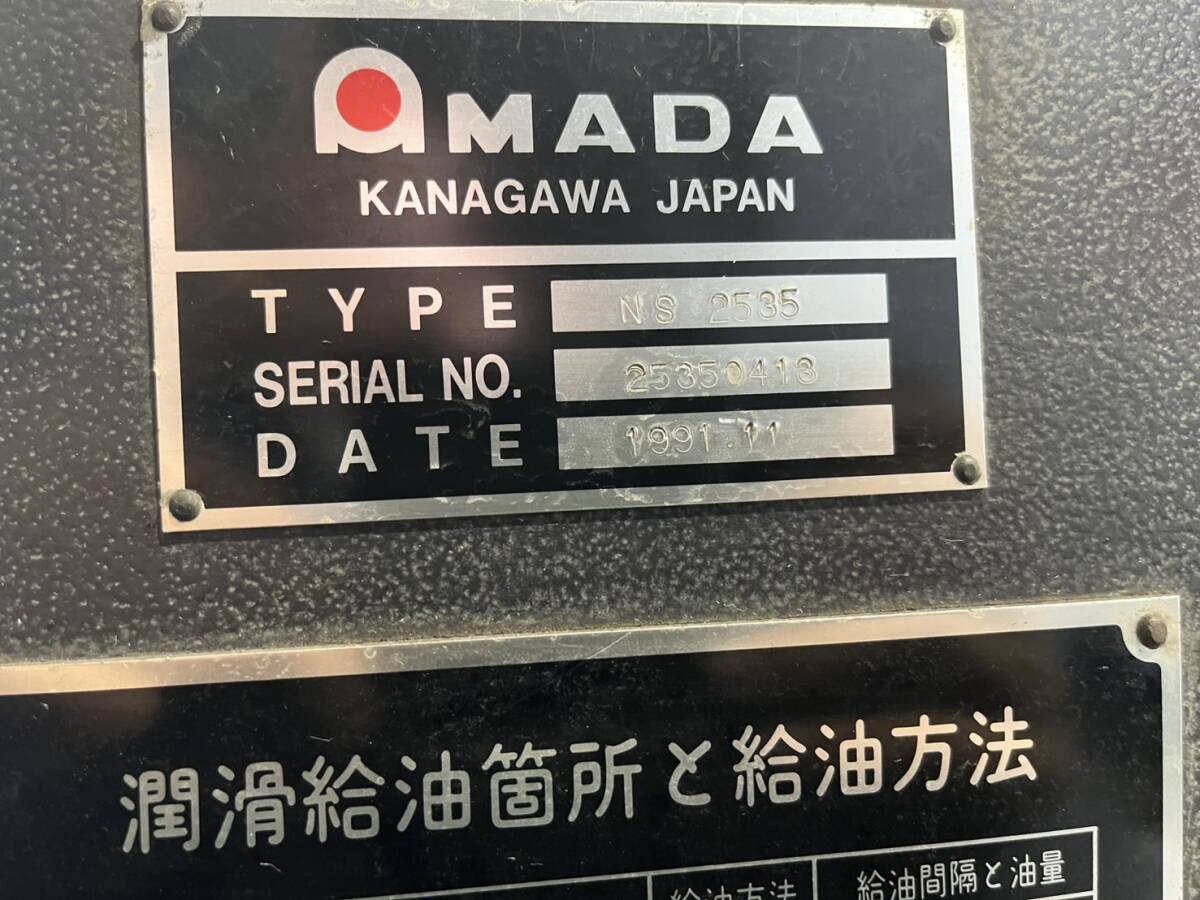 AMADA
KANAGAWA JAPAN
TYPE NS 2535
SERIAL NO. 25350413
DATE 1991.11
潤滑給油箇所と給油方法
給油方法 給油間隔と油量